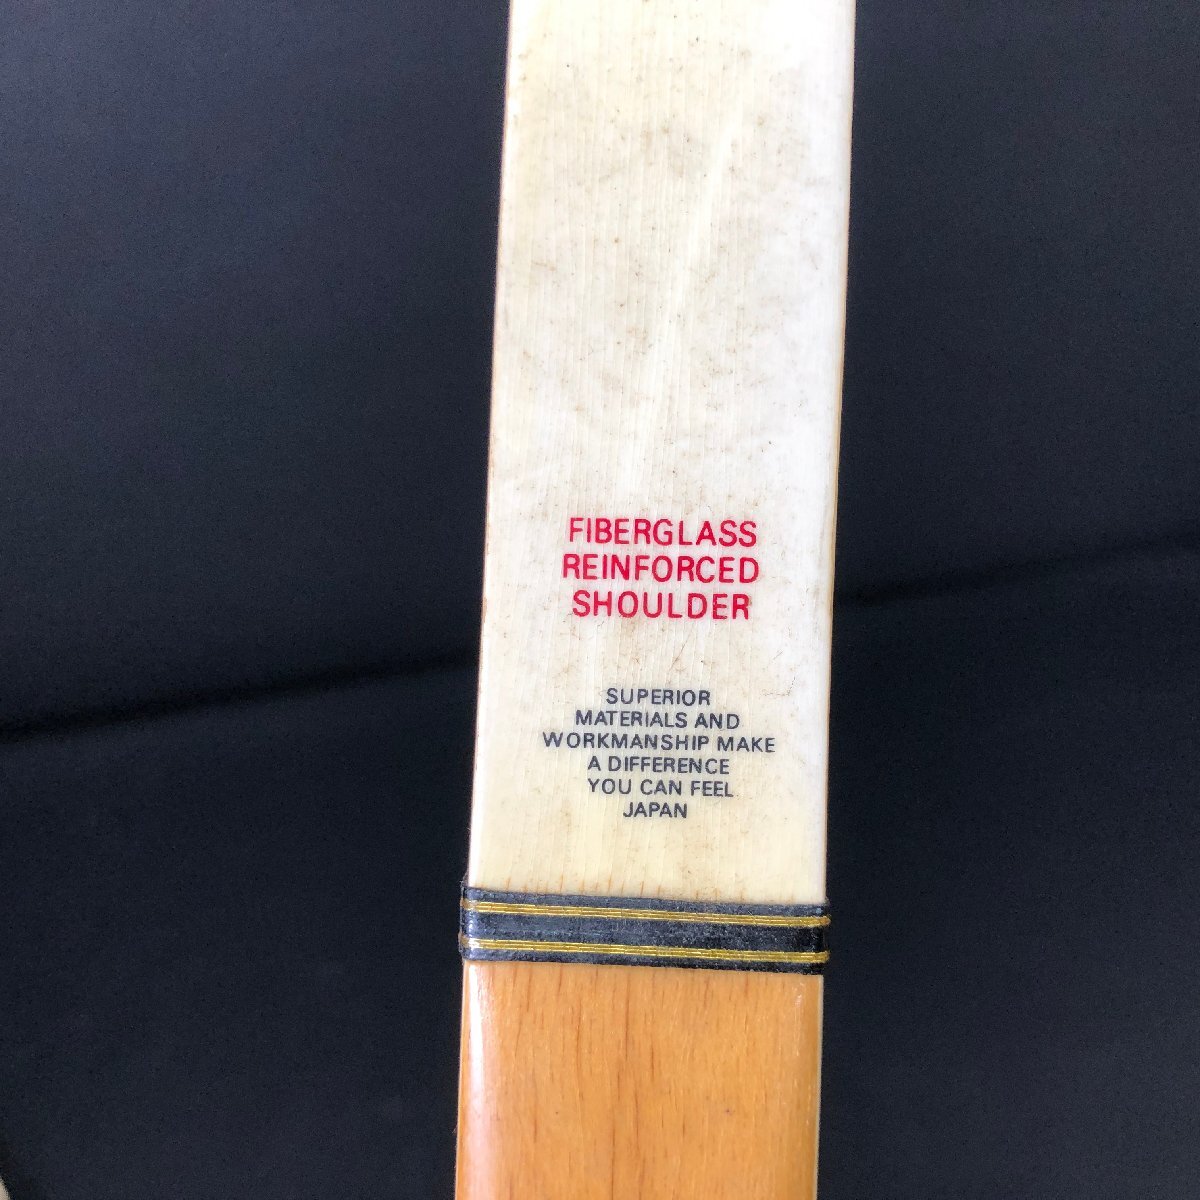 FIBERGLASS
REINFORCED
SHOULDER
SUPERIOR
MATERIALS AND
WORKMANSHIP MAKE
A DIFFERENCE
YOU CAN FEEL
JAPAN